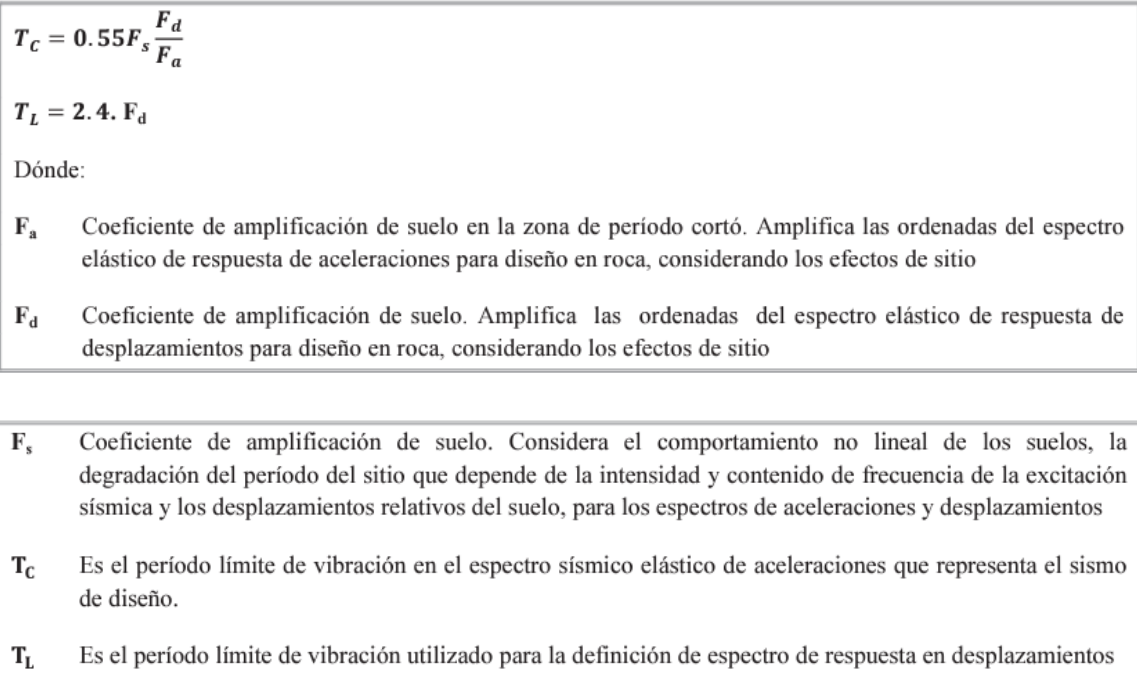 T_C = 0.55F_s F_d/F_a
T_L = 2.4. F_d
Dónde:
F_a Coeficiente de amplificación de suelo en la zona de período cortó. Amplifica las ordenadas del espectro
elástico de respuesta de aceleraciones para diseño en roca, considerando los efectos de sitio
F_d Coeficiente de amplificación de suelo. Amplifica las ordenadas del espectro elástico de respuesta de
desplazamientos para diseño en roca, considerando los efectos de sitio
F_s Coeficiente de amplificación de suelo. Considera el comportamiento no lineal de los suelos, la
degradación del período del sitio que depende de la intensidad y contenido de frecuencia de la excitación
sísmica y los desplazamientos relativos del suelo, para los espectros de aceleraciones y desplazamientos
T_C Es el período límite de vibración en el espectro sísmico elástico de aceleraciones que representa el sismo
de diseño.
T_L Es el período límite de vibración utilizado para la definición de espectro de respuesta en desplazamientos